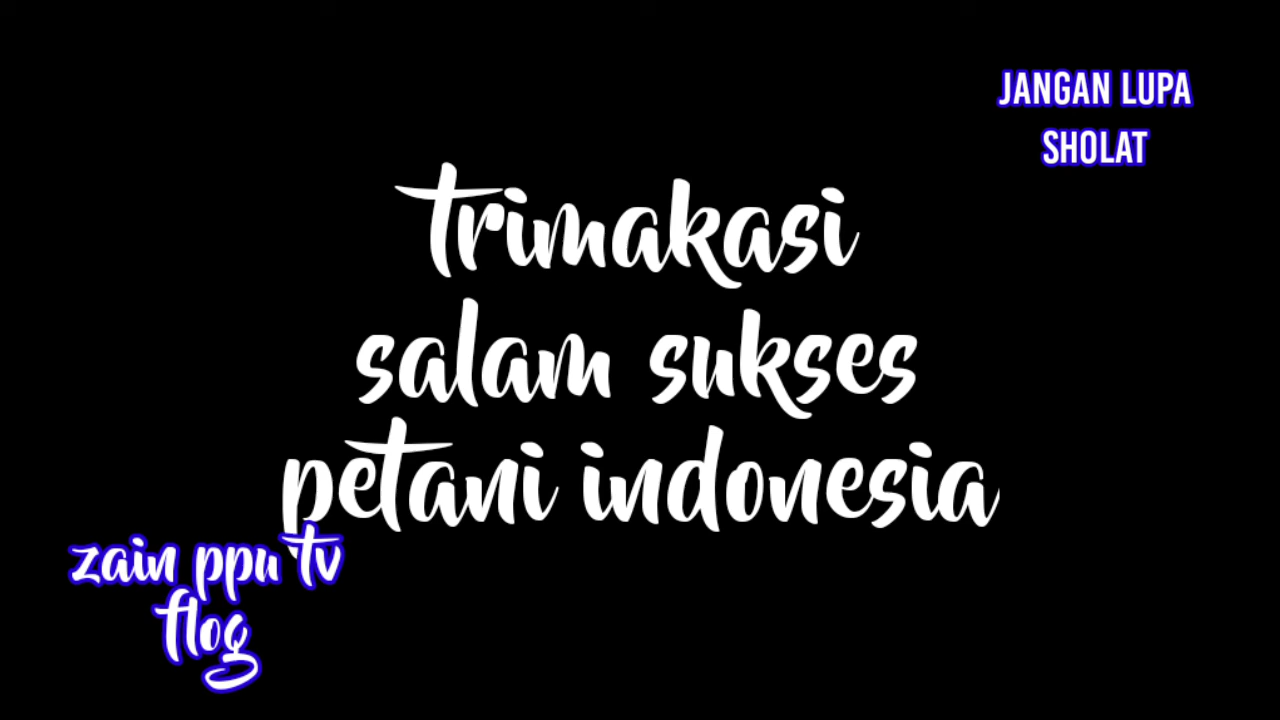 JANGAN LUPA
SHOLAT
trimakasi
salam sukses
petani indonesia
zain ppu tv
flog